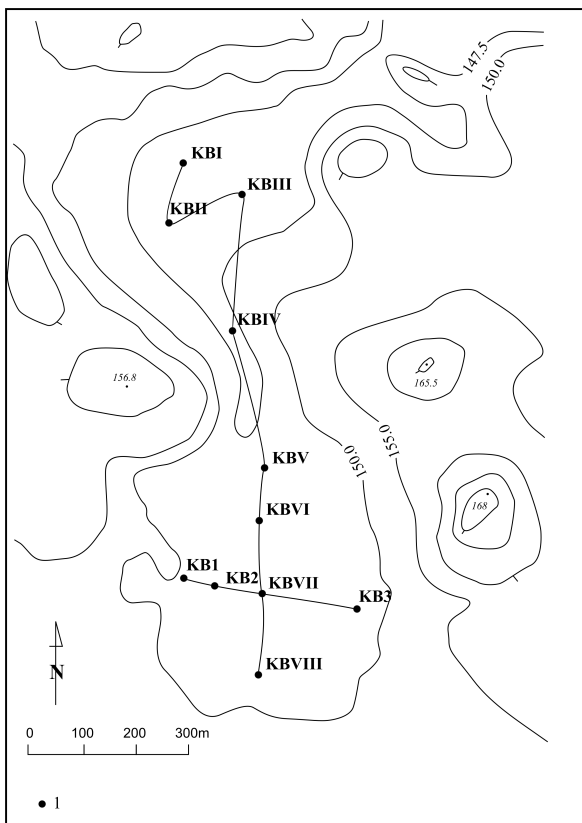 147.5
150.0
KBI
KBIII
KBII
KBIV
165.5
156.8
155.0
150.0
KBV
168
KBVI
KB1
KB2
KBVII
KB3
KBVIII
N
0 100 200 300m
1